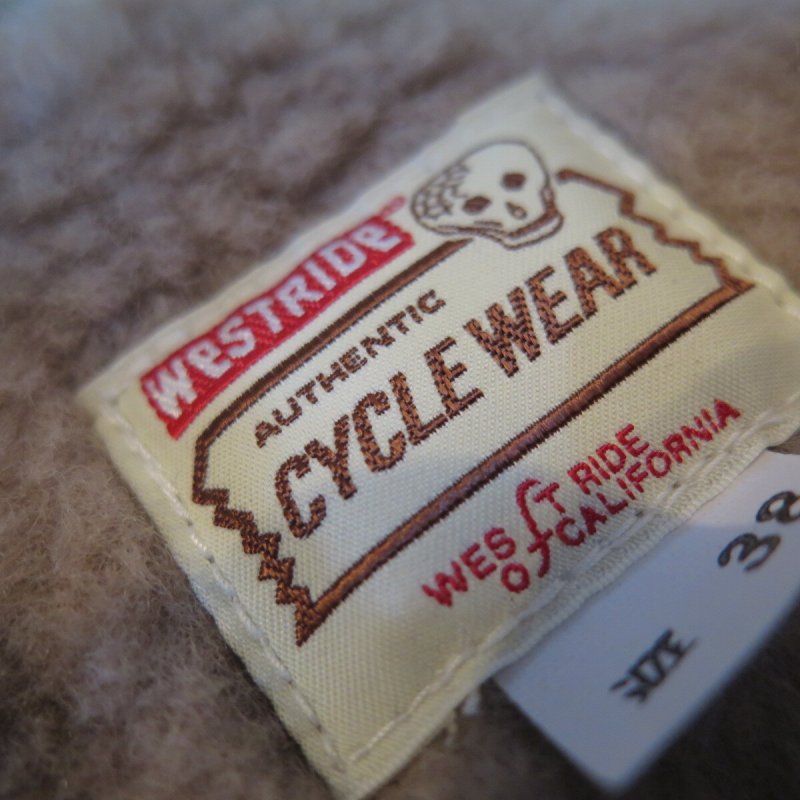 WeSTRIDe
AUTHENTIC
CYCLE WEAR
WEST RIDE
Of CALIFORNIA
38
SIZE